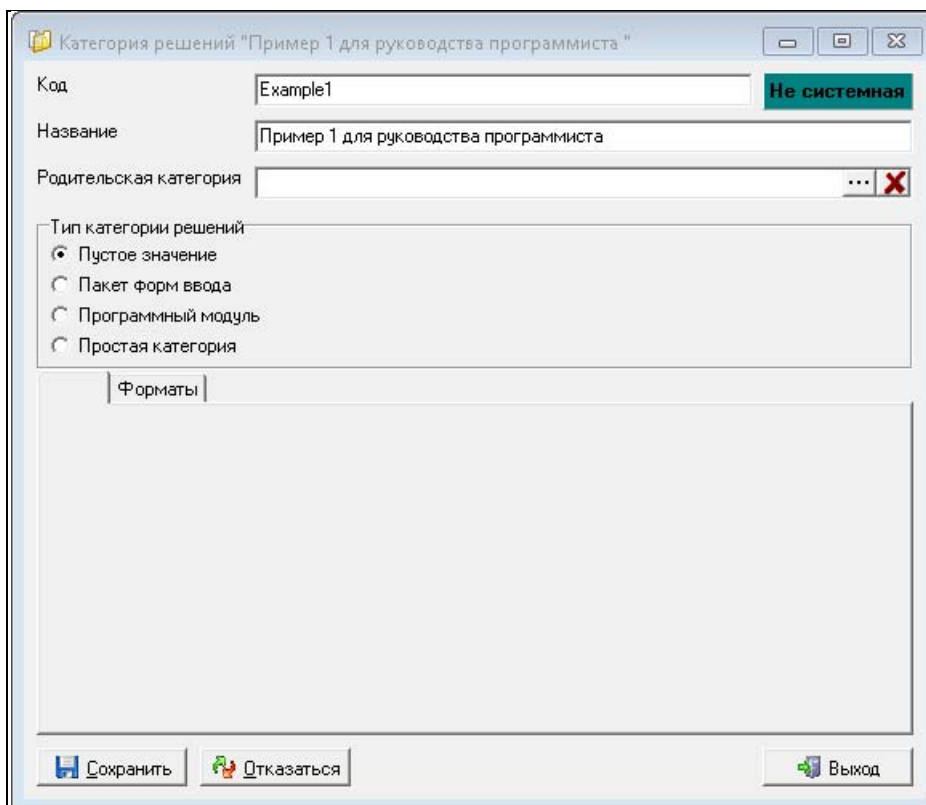 Категория решений "Пример 1 для руководства программиста "
Код
Example1
Не системная
Название
Пример 1 для руководства программиста
Родительская категория
...
Тип категории решений
Пустое значение
Пакет форм ввода
Программный модуль
Простая категория
Форматы
Сохранить
Отказаться
Выход